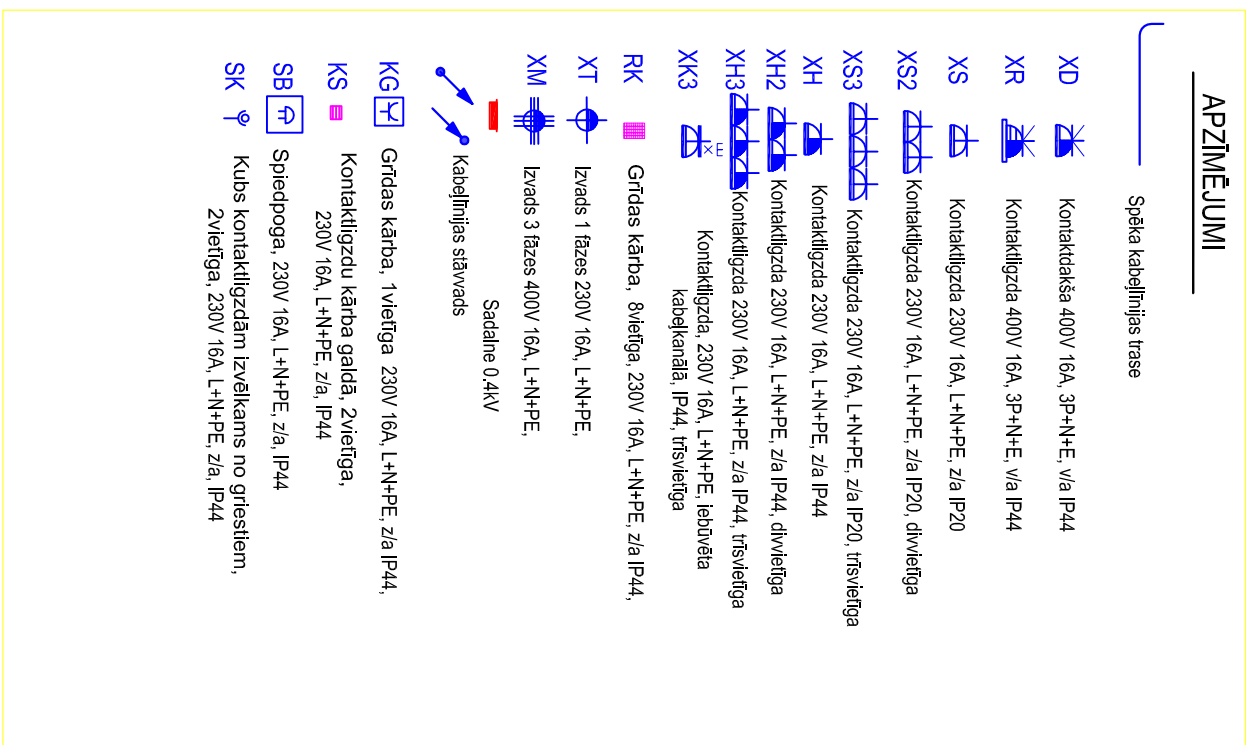 APZĪMĒJUMI
Spēka kabeļlīnijas trase
XD Kontaktdakša 400V 16A, 3P+N+E, v/a IP44
XR Kontaktligzda 400V 16A, 3P+N+E, v/a IP44
XS Kontaktligzda 230V 16A, L+N+PE, z/a IP20
XS2 Kontaktligzda 230V 16A, L+N+PE, z/a IP20, divvietīga
XS3 Kontaktligzda 230V 16A, L+N+PE, z/a IP20, trīsvietīga
XH Kontaktligzda 230V 16A, L+N+PE, z/a IP44
XH2 Kontaktligzda 230V 16A, L+N+PE, z/a IP44, divvietīga
XH3 Kontaktligzda 230V 16A, L+N+PE, z/a IP44, trīsvietīga
XK3 xE Kontaktligzda, 230V 16A, L+N+PE, iebūvēta
kabeļkanālā, IP44, trīsvietīga
RK Grīdas kārba, 8vietīga, 230V 16A, L+N+PE, z/a IP44,
XT Izvads 1 fāzes 230V 16A, L+N+PE,
XM Izvads 3 fāzes 400V 16A, L+N+PE,
Sadalne 0.4kV
Kabeļlīnijas stāvvads
KG Grīdas kārba, 1vietīga 230V 16A, L+N+PE, z/a IP44,
KS Kontaktligzdu kārba galdā, 2vietīga,
230V 16A, L+N+PE, z/a, IP44
SB Spiedpoga, 230V 16A, L+N+PE, z/a, IP44
SK Kubs kontaktligzdām izvēlkams no griestiem,
2vietīga, 230V 16A, L+N+PE, z/a, IP44